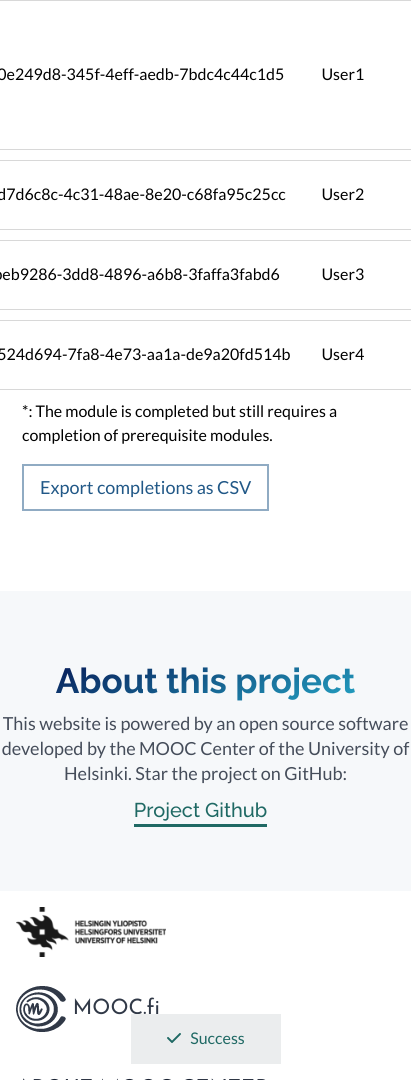 0e249d8-345f-4eff-aedb-7bdc4c44c1d5 User1
d7d6c8c-4c31-48ae-8e20-c68fa95c25cc User2
beb9286-3dd8-4896-a6b8-3faffa3fabd6 User3
524d694-7fa8-4e73-aa1a-de9a20fd514b User4
*: The module is completed but still requires a
completion of prerequisite modules.
Export completions as CSV
About this project
This website is powered by an open source software
developed by the MOOC Center of the University of
Helsinki. Star the project on GitHub:
Project Github
HELSINGIN YLIOPISTO
HELSINGFORS UNIVERSITET
UNIVERSITY OF HELSINKI
MOOC.fi
Success